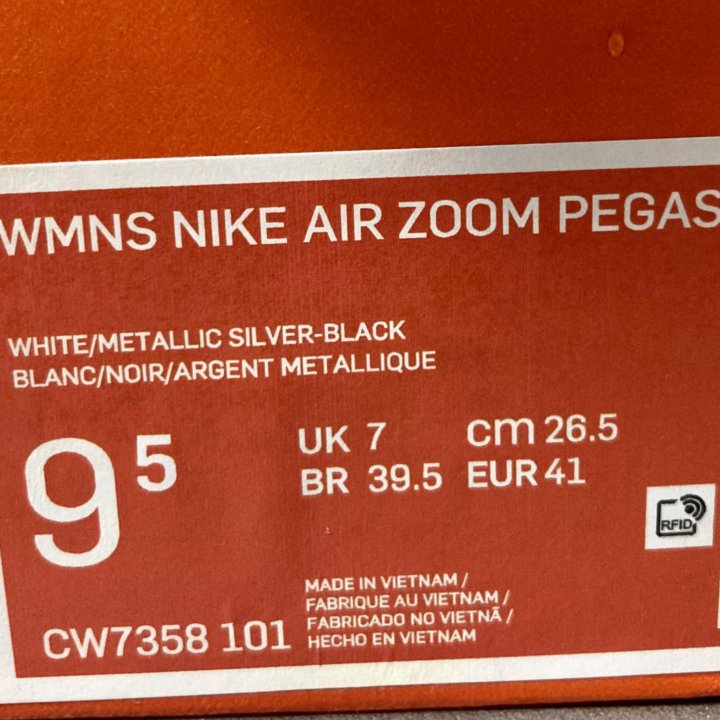 WMNS NIKE AIR ZOOM PEGAS
WHITE/METALLIC SILVER-BLACK
BLANC/NOIR/ARGENT METALLIQUE
9 5
UK 7 cm 26.5
BR 39.5 EUR 41
RFID
MADE IN VIETNAM /
FABRIQUE AU VIETNAM /
FABRICADO NO VIETNÃ /
HECHO EN VIETNAM
CW7358 101